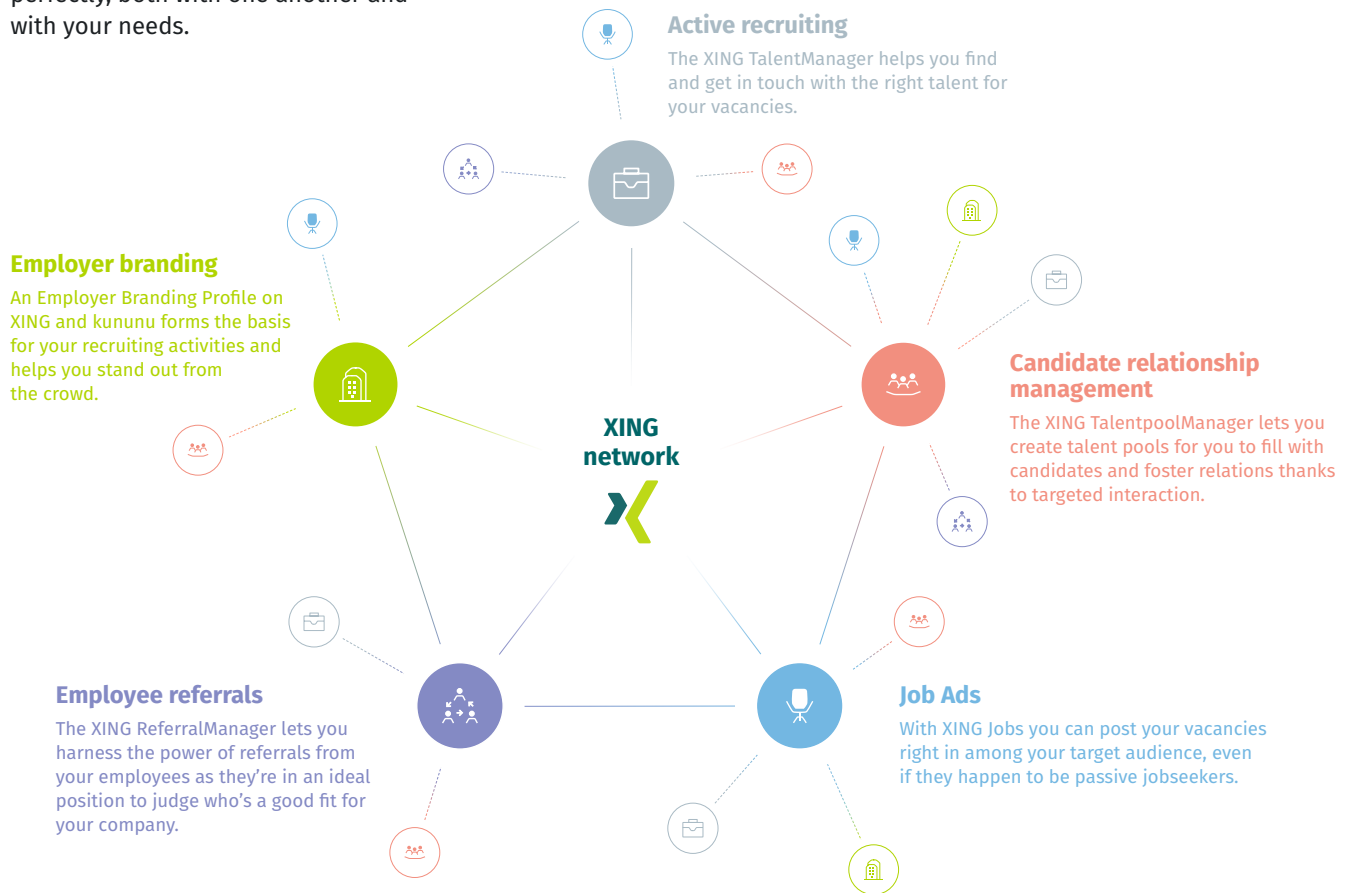 with your needs.
Active recruiting
The XING TalentManager helps you find
and get in touch with the right talent for
your vacancies.
Employer branding
An Employer Branding Profile on
XING and kununu forms the basis
for your recruiting activities and
helps you stand out from
the crowd.
Candidate relationship
management
The XING TalentpoolManager lets you
create talent pools for you to fill with
candidates and foster relations thanks
to targeted interaction.
XING
network
Employee referrals
The XING ReferralManager lets you
harness the power of referrals from
your employees as they're in an ideal
position to judge who's a good fit for
your company.
Job Ads
With XING Jobs you can post your vacancies
right in among your target audience, even
if they happen to be passive jobseekers.